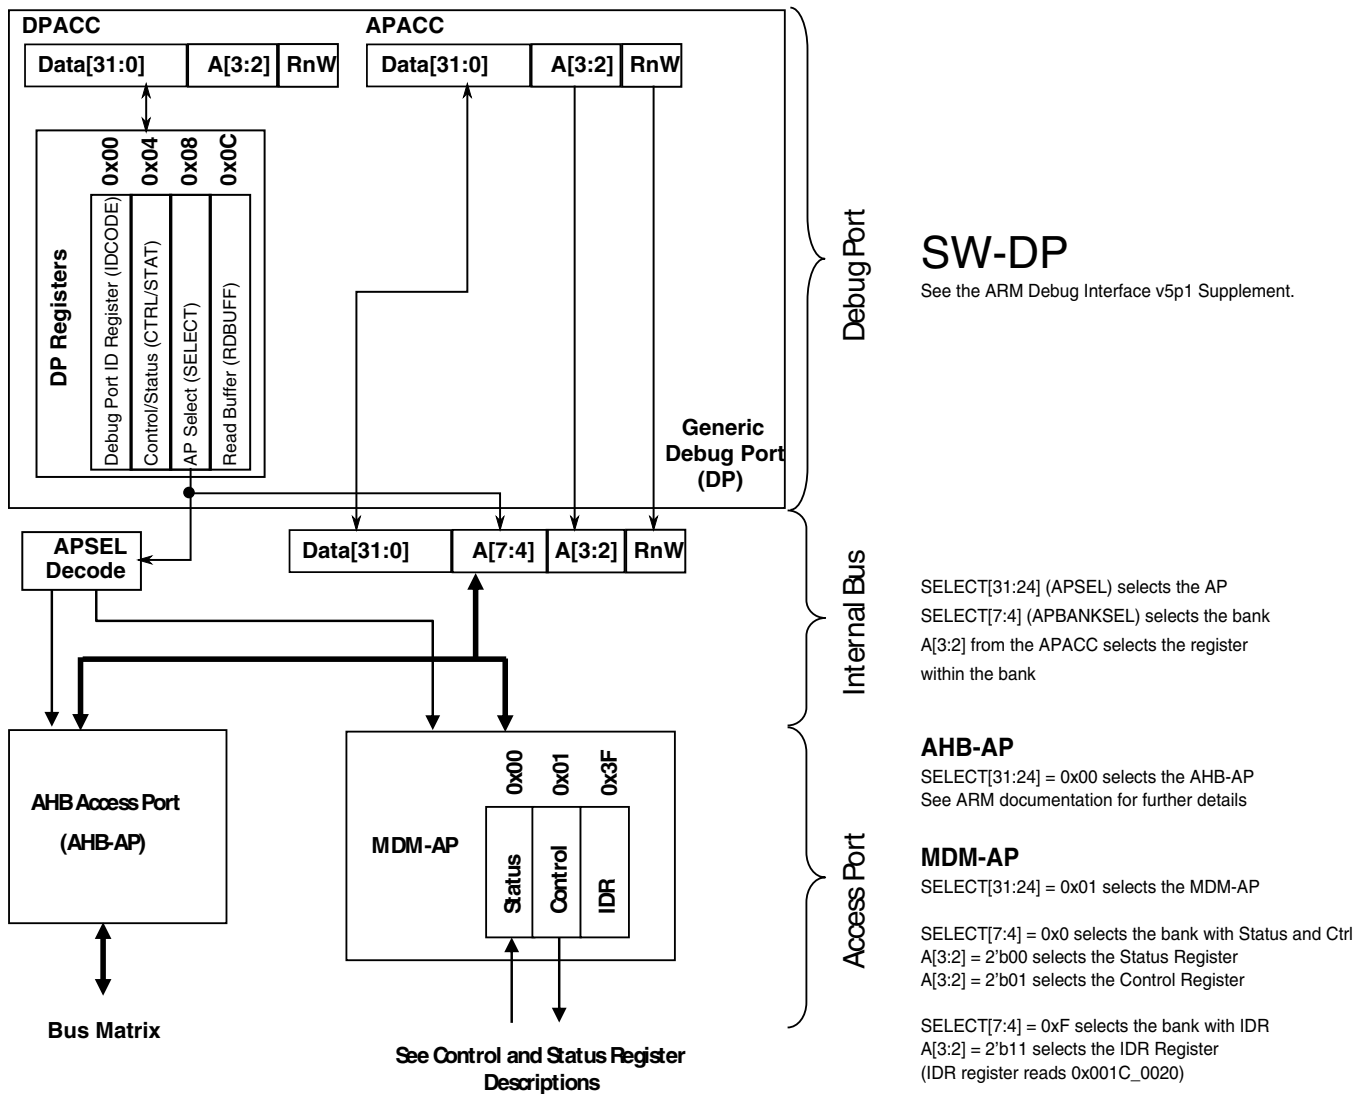 DPACC
APACC
Data[31:0] A[3:2] RnW
Data[31:0] A[3:2] RnW
0x00
0x04
0x08
0x0C
DP Registers
Debug Port ID Register (IDCODE)
Control/Status (CTRL/STAT)
AP Select (SELECT)
Read Buffer (RDBUFF)
Generic
Debug Port
(DP)
Debug Port
SW-DP
See the ARM Debug Interface v5p1 Supplement.
APSEL
Decode
Data[31:0] A[7:4] A[3:2] RnW
Internal Bus
SELECT[31:24] (APSEL) selects the AP
SELECT[7:4] (APBANKSEL) selects the bank
A[3:2] from the APACC selects the register
within the bank
AHB Access Port
(AHB-AP)
Bus Matrix
MDM-AP
0x00
0x01
0x3F
Status
Control
IDR
See Control and Status Register
Descriptions
Access Port
AHB-AP
SELECT[31:24] = 0x00 selects the AHB-AP
See ARM documentation for further details
MDM-AP
SELECT[31:24] = 0x01 selects the MDM-AP
SELECT[7:4] = 0x0 selects the bank with Status and Ctrl
A[3:2] = 2'b00 selects the Status Register
A[3:2] = 2'b01 selects the Control Register
SELECT[7:4] = 0xF selects the bank with IDR
A[3:2] = 2'b11 selects the IDR Register
(IDR register reads 0x001C_0020)